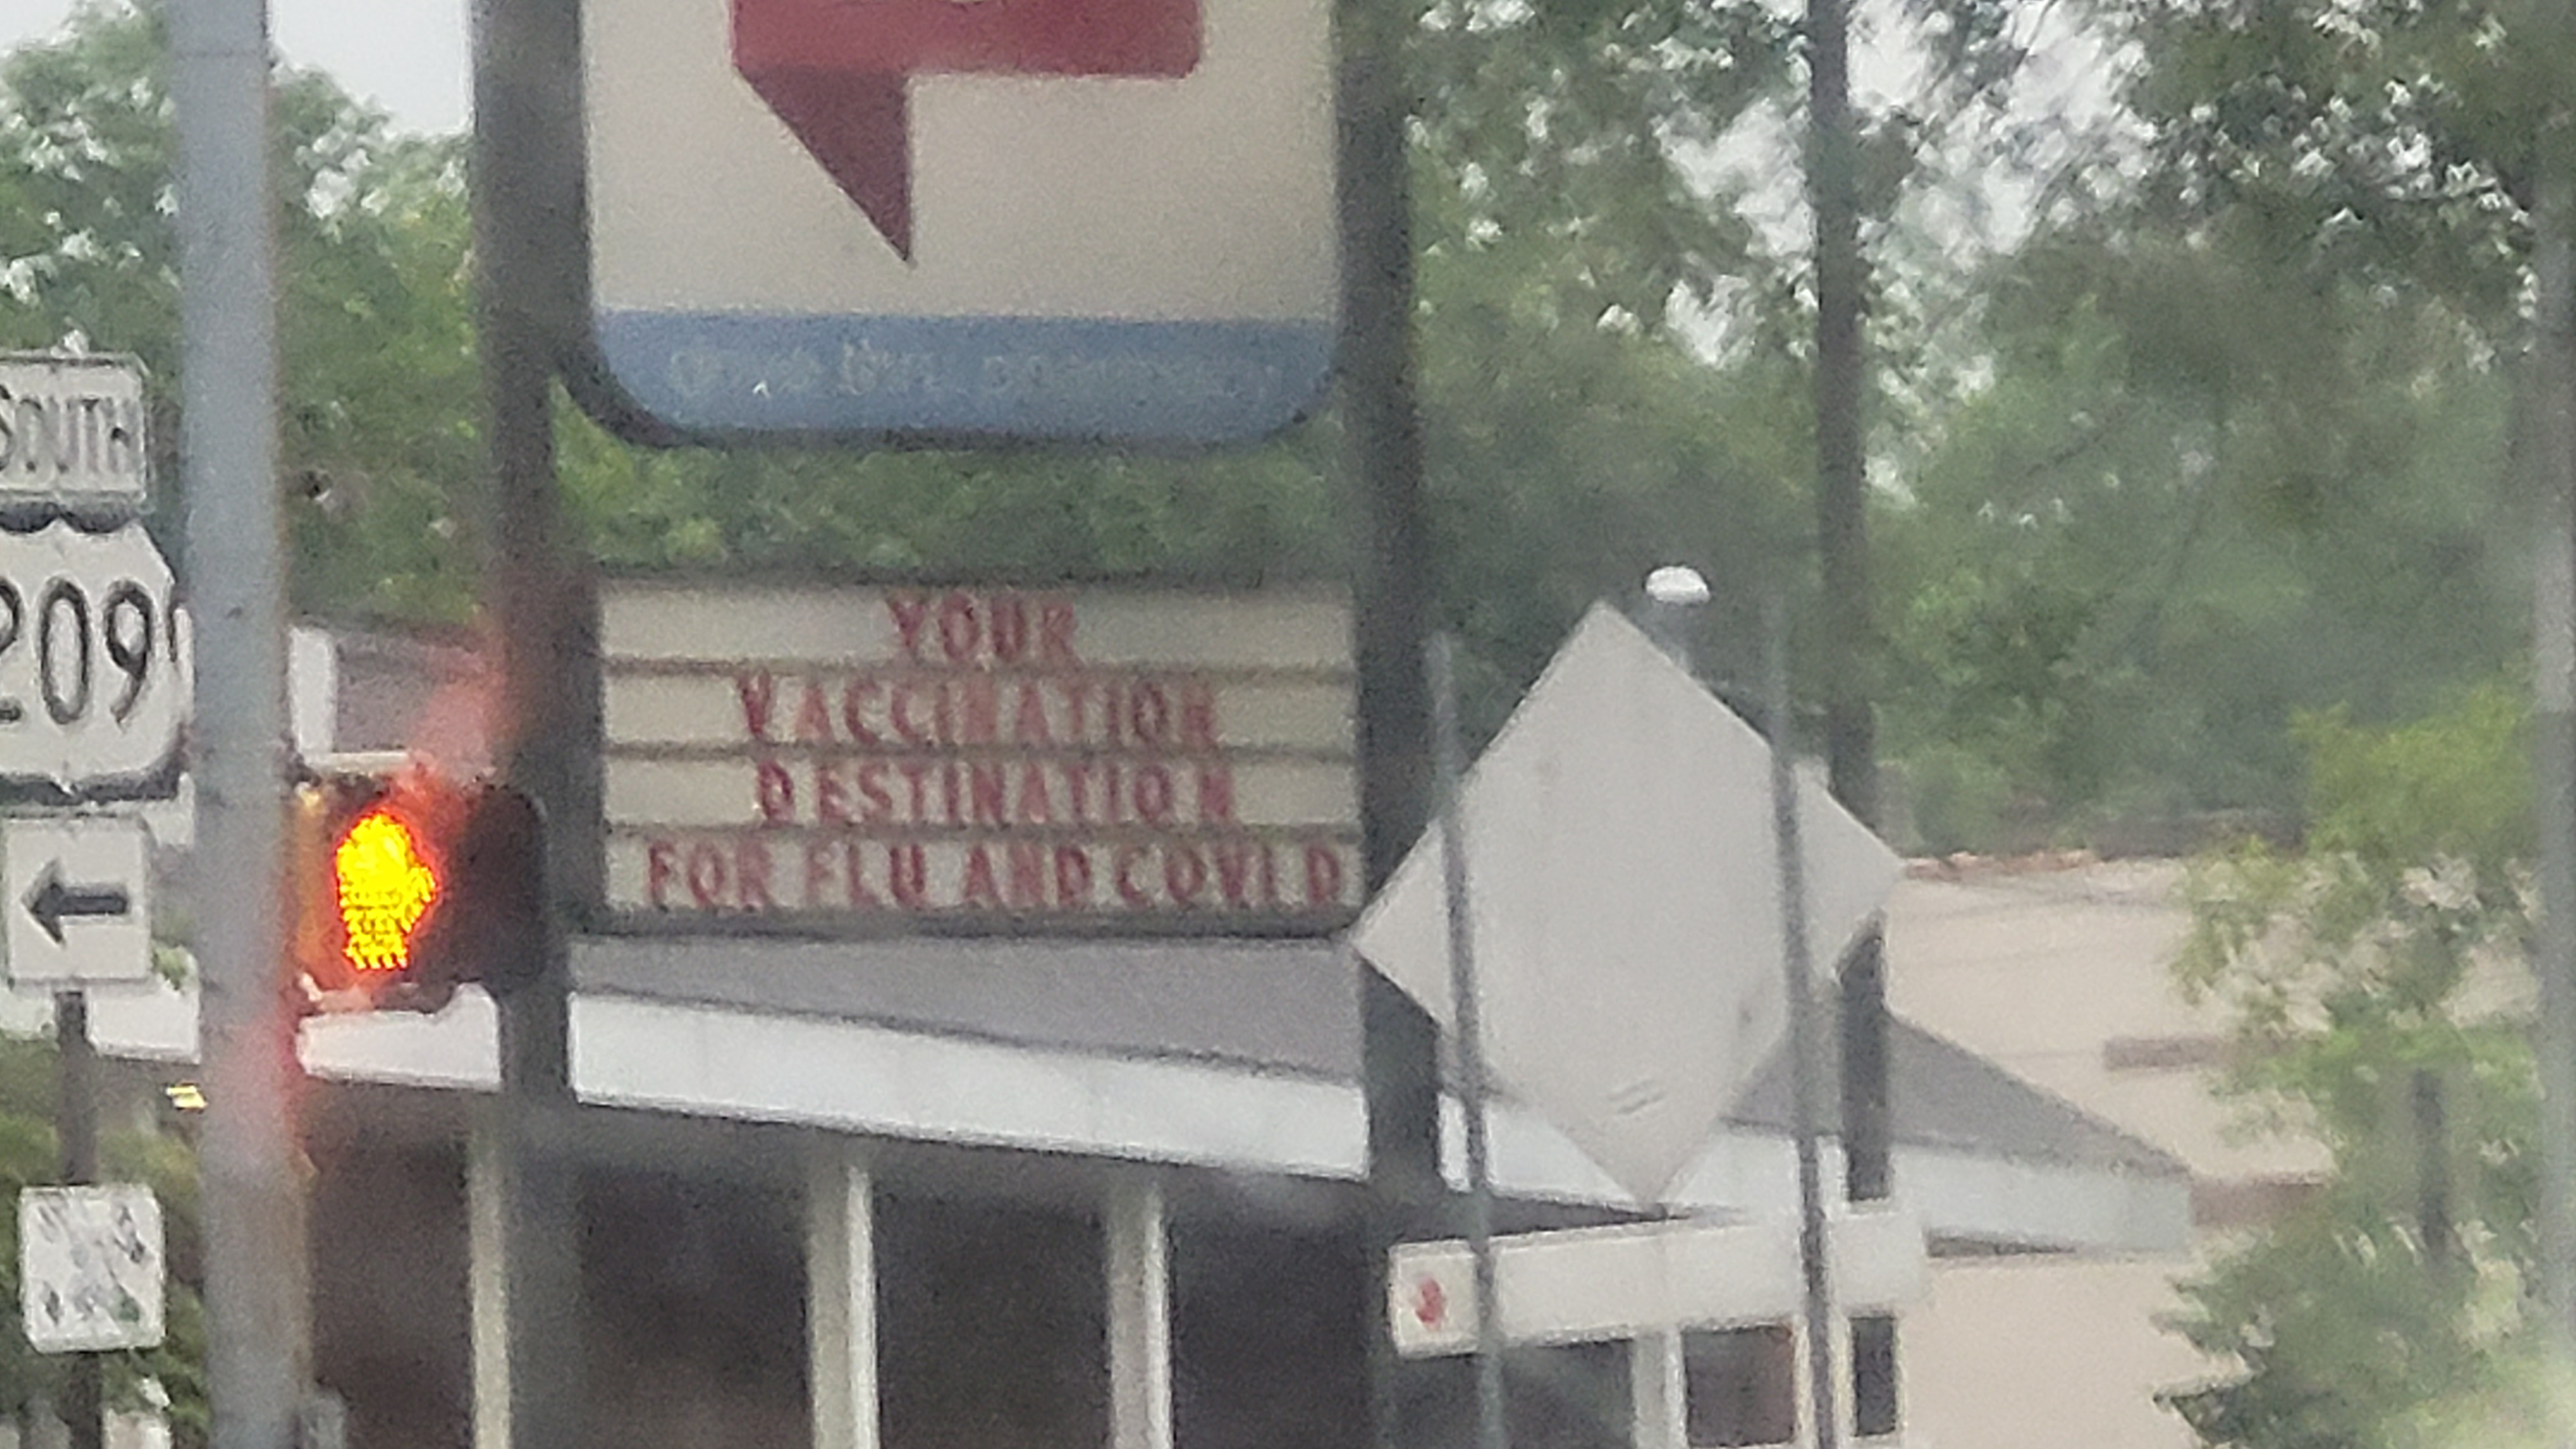 SOUTH
209
YOUR
VACCINATION
DESTINATION
FOR FLU AND COVID